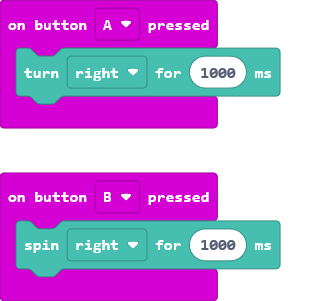 on button A pressed
turn right for 1000 ms
on button B pressed
spin right for 1000 ms